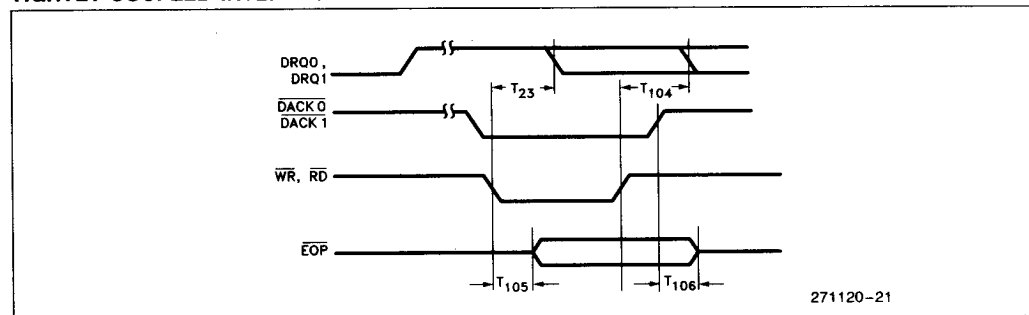 DRQ0,
DRQ1
T23
T104
DACK 0
DACK 1
WR, RD
EOP
T105
T106
271120-21